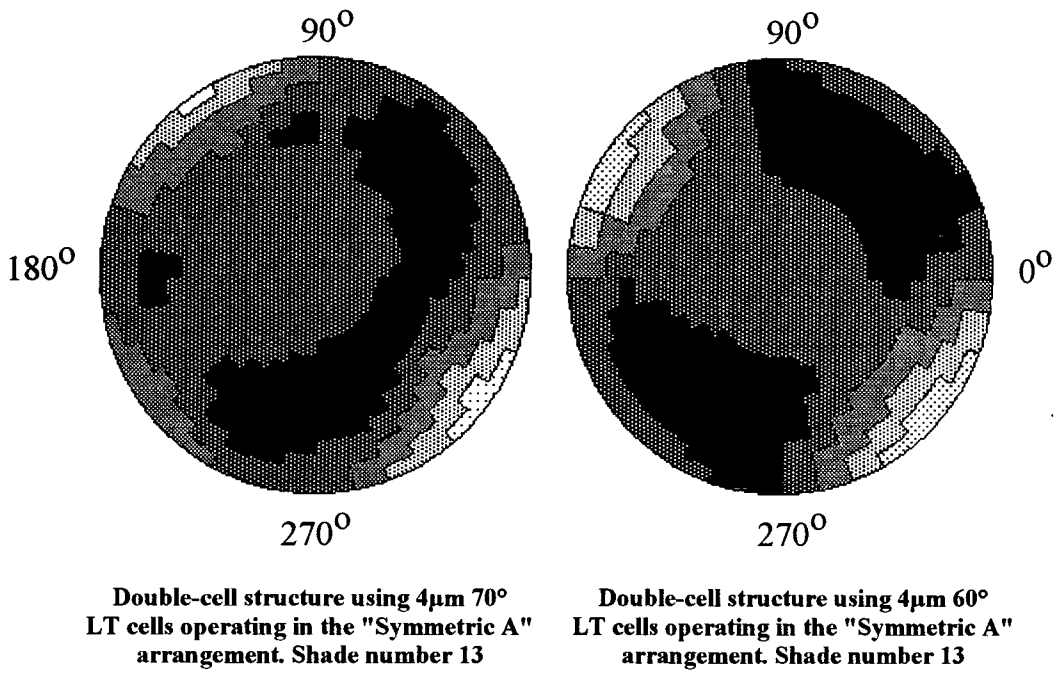 90° 90°
180° 0°
270° 270°
Double-cell structure using 4µm 70°
LT cells operating in the "Symmetric A"
arrangement. Shade number 13
Double-cell structure using 4µm 60°
LT cells operating in the "Symmetric A"
arrangement. Shade number 13